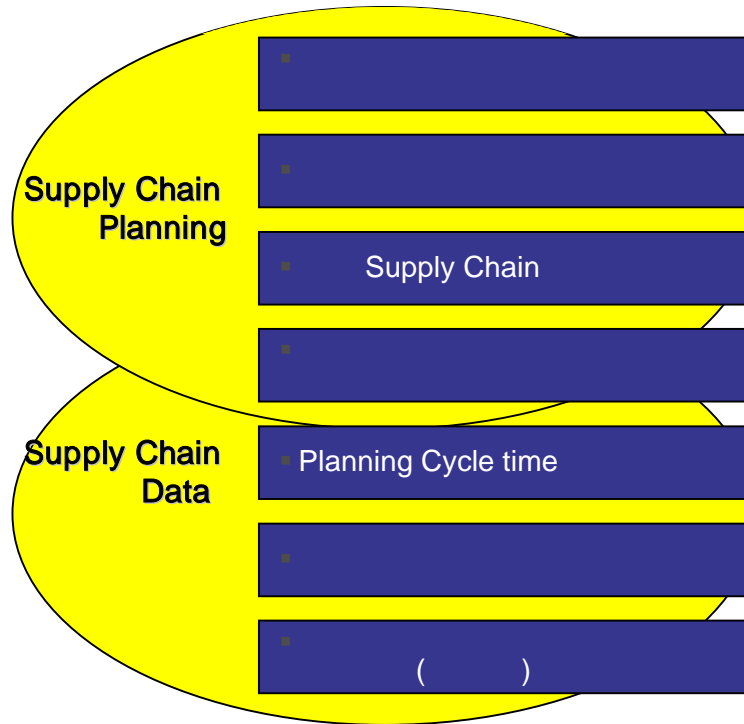 Supply Chain
Planning
Supply Chain
Supply Chain
Data
Planning Cycle time
( )